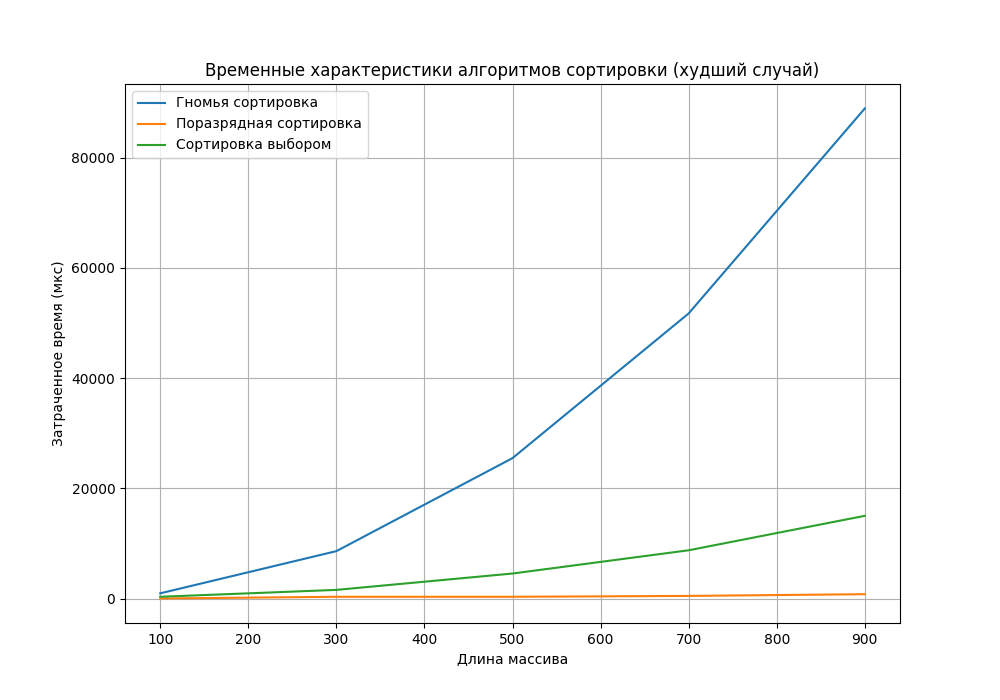 Временные характеристики алгоритмов сортировки (худший случай)
Гномья сортировка
Поразрядная сортировка
Сортировка выбором
Затраченное время (мкс)
80000
60000
40000
20000
0
100 200 300 400 500 600 700 800 900
Длина массива